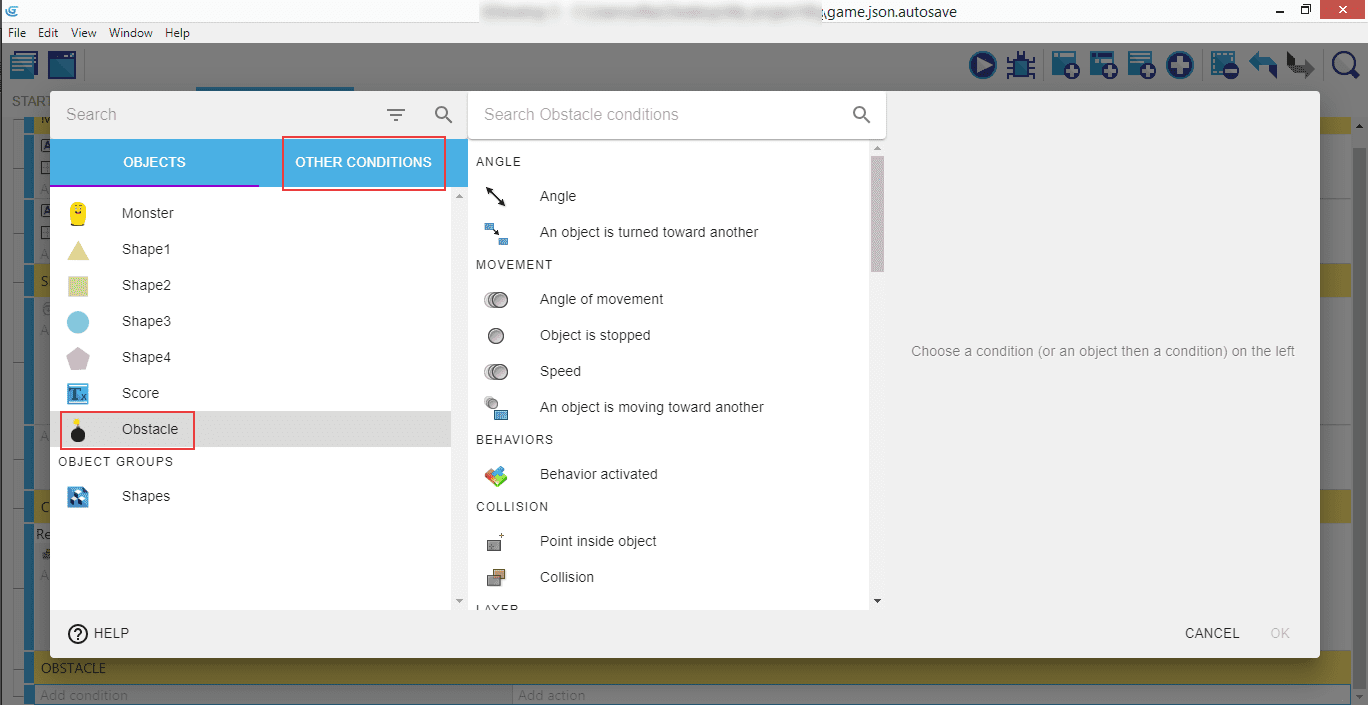 \game.json.autosave
File Edit View Window Help
START
Search
Search Obstacle conditions
OBJECTS
OTHER CONDITIONS
Monster
Shape1
Shape2
Shape3
Shape4
Score
Obstacle
OBJECT GROUPS
Shapes
ANGLE
Angle
An object is turned toward another
MOVEMENT
Angle of movement
Object is stopped
Speed
An object is moving toward another
BEHAVIORS
Behavior activated
COLLISION
Point inside object
Collision
LAYER
Choose a condition (or an object then a condition) on the left
Re
HELP
CANCEL
OK
OBSTACLE
Add condition
Add action